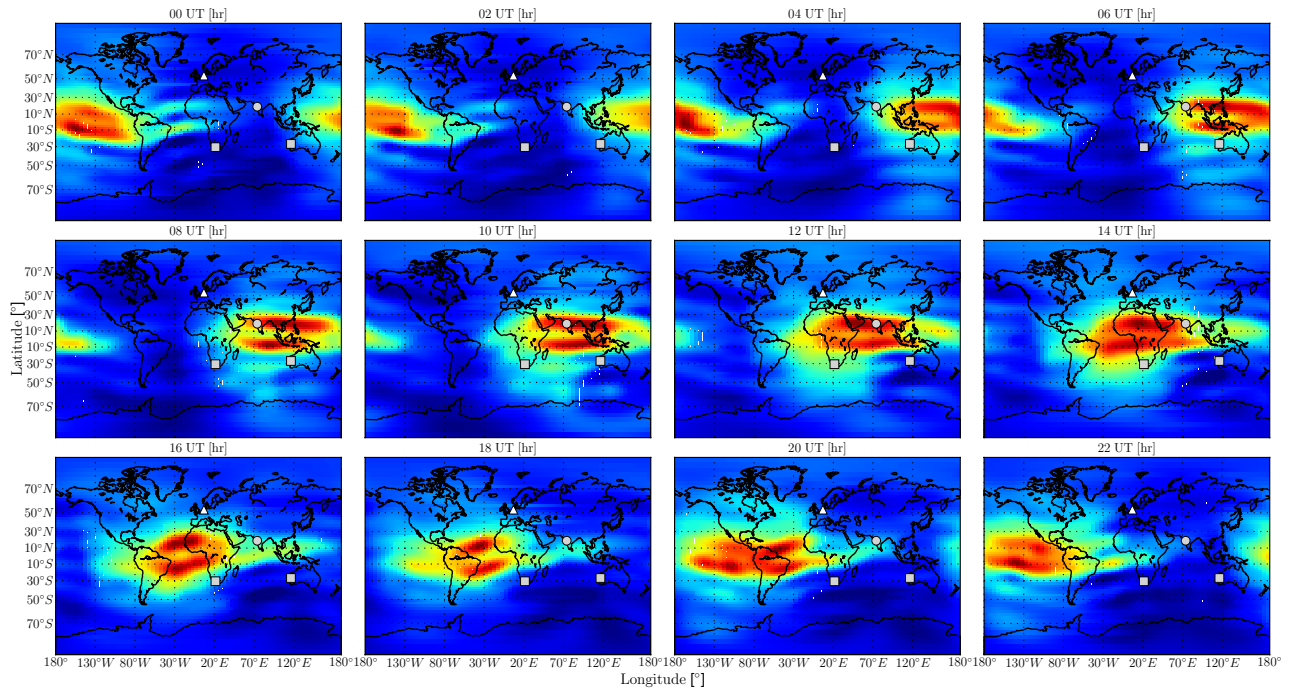 00 UT [hr] 02 UT [hr] 04 UT [hr] 06 UT [hr]
70°N
50°N
30°N
10°N
10°S
30°S
50°S
70°S
08 UT [hr] 10 UT [hr] 12 UT [hr] 14 UT [hr]
70°N
50°N
30°N
10°N
10°S
30°S
50°S
70°S
Latitude [°]
16 UT [hr] 18 UT [hr] 20 UT [hr] 22 UT [hr]
70°N
50°N
30°N
10°N
10°S
30°S
50°S
70°S
180° 130°W 80°W 30°W 20°E 70°E 120°E 180° 130°W 80°W 30°W 20°E 70°E 120°E 180° 130°W 80°W 30°W 20°E 70°E 120°E 180° 130°W 80°W 30°W 20°E 70°E 120°E 180°
Longitude [°]